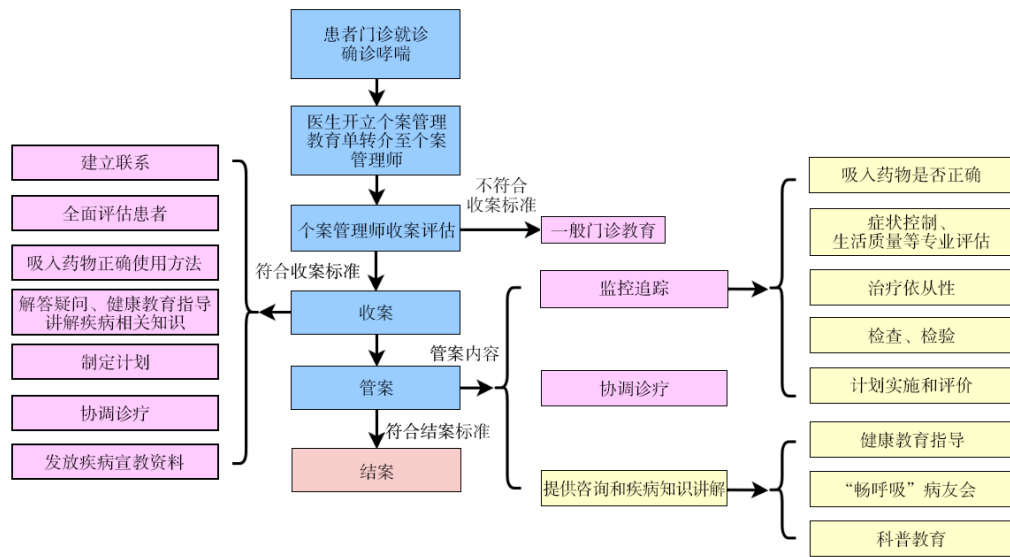 患者门诊就诊
确诊哮喘
医生开立个案管理
教育单转介至个案
管理师
个案管理师收案评估
不符合
收案标准
一般门诊教育
符合收案标准
收案
建立联系
全面评估患者
吸入药物正确使用方法
解答疑问、健康教育指导
讲解疾病相关知识
制定计划
协调诊疗
发放疾病宣教资料
管案
管案内容
监控追踪
吸入药物是否正确
症状控制、
生活质量等专业评估
治疗依从性
检查、检验
计划实施和评价
协调诊疗
提供咨询和疾病知识讲解
健康教育指导
“畅呼吸”病友会
科普教育
符合结案标准
结案